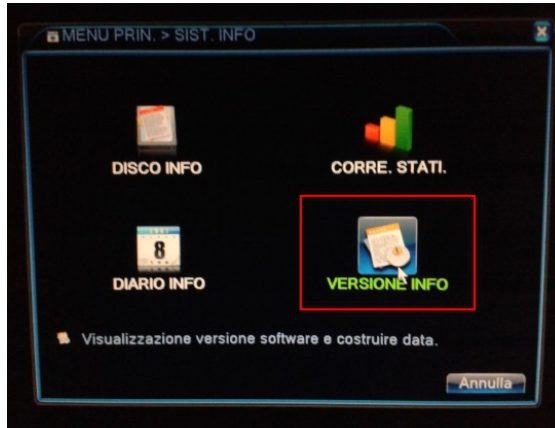 MENU PRIN. > SIST. INFO
DISCO INFO
CORRE. STATI.
8
DIARIO INFO
VERSIONE INFO
Visualizzazione versione software e costruire data.
Annulla